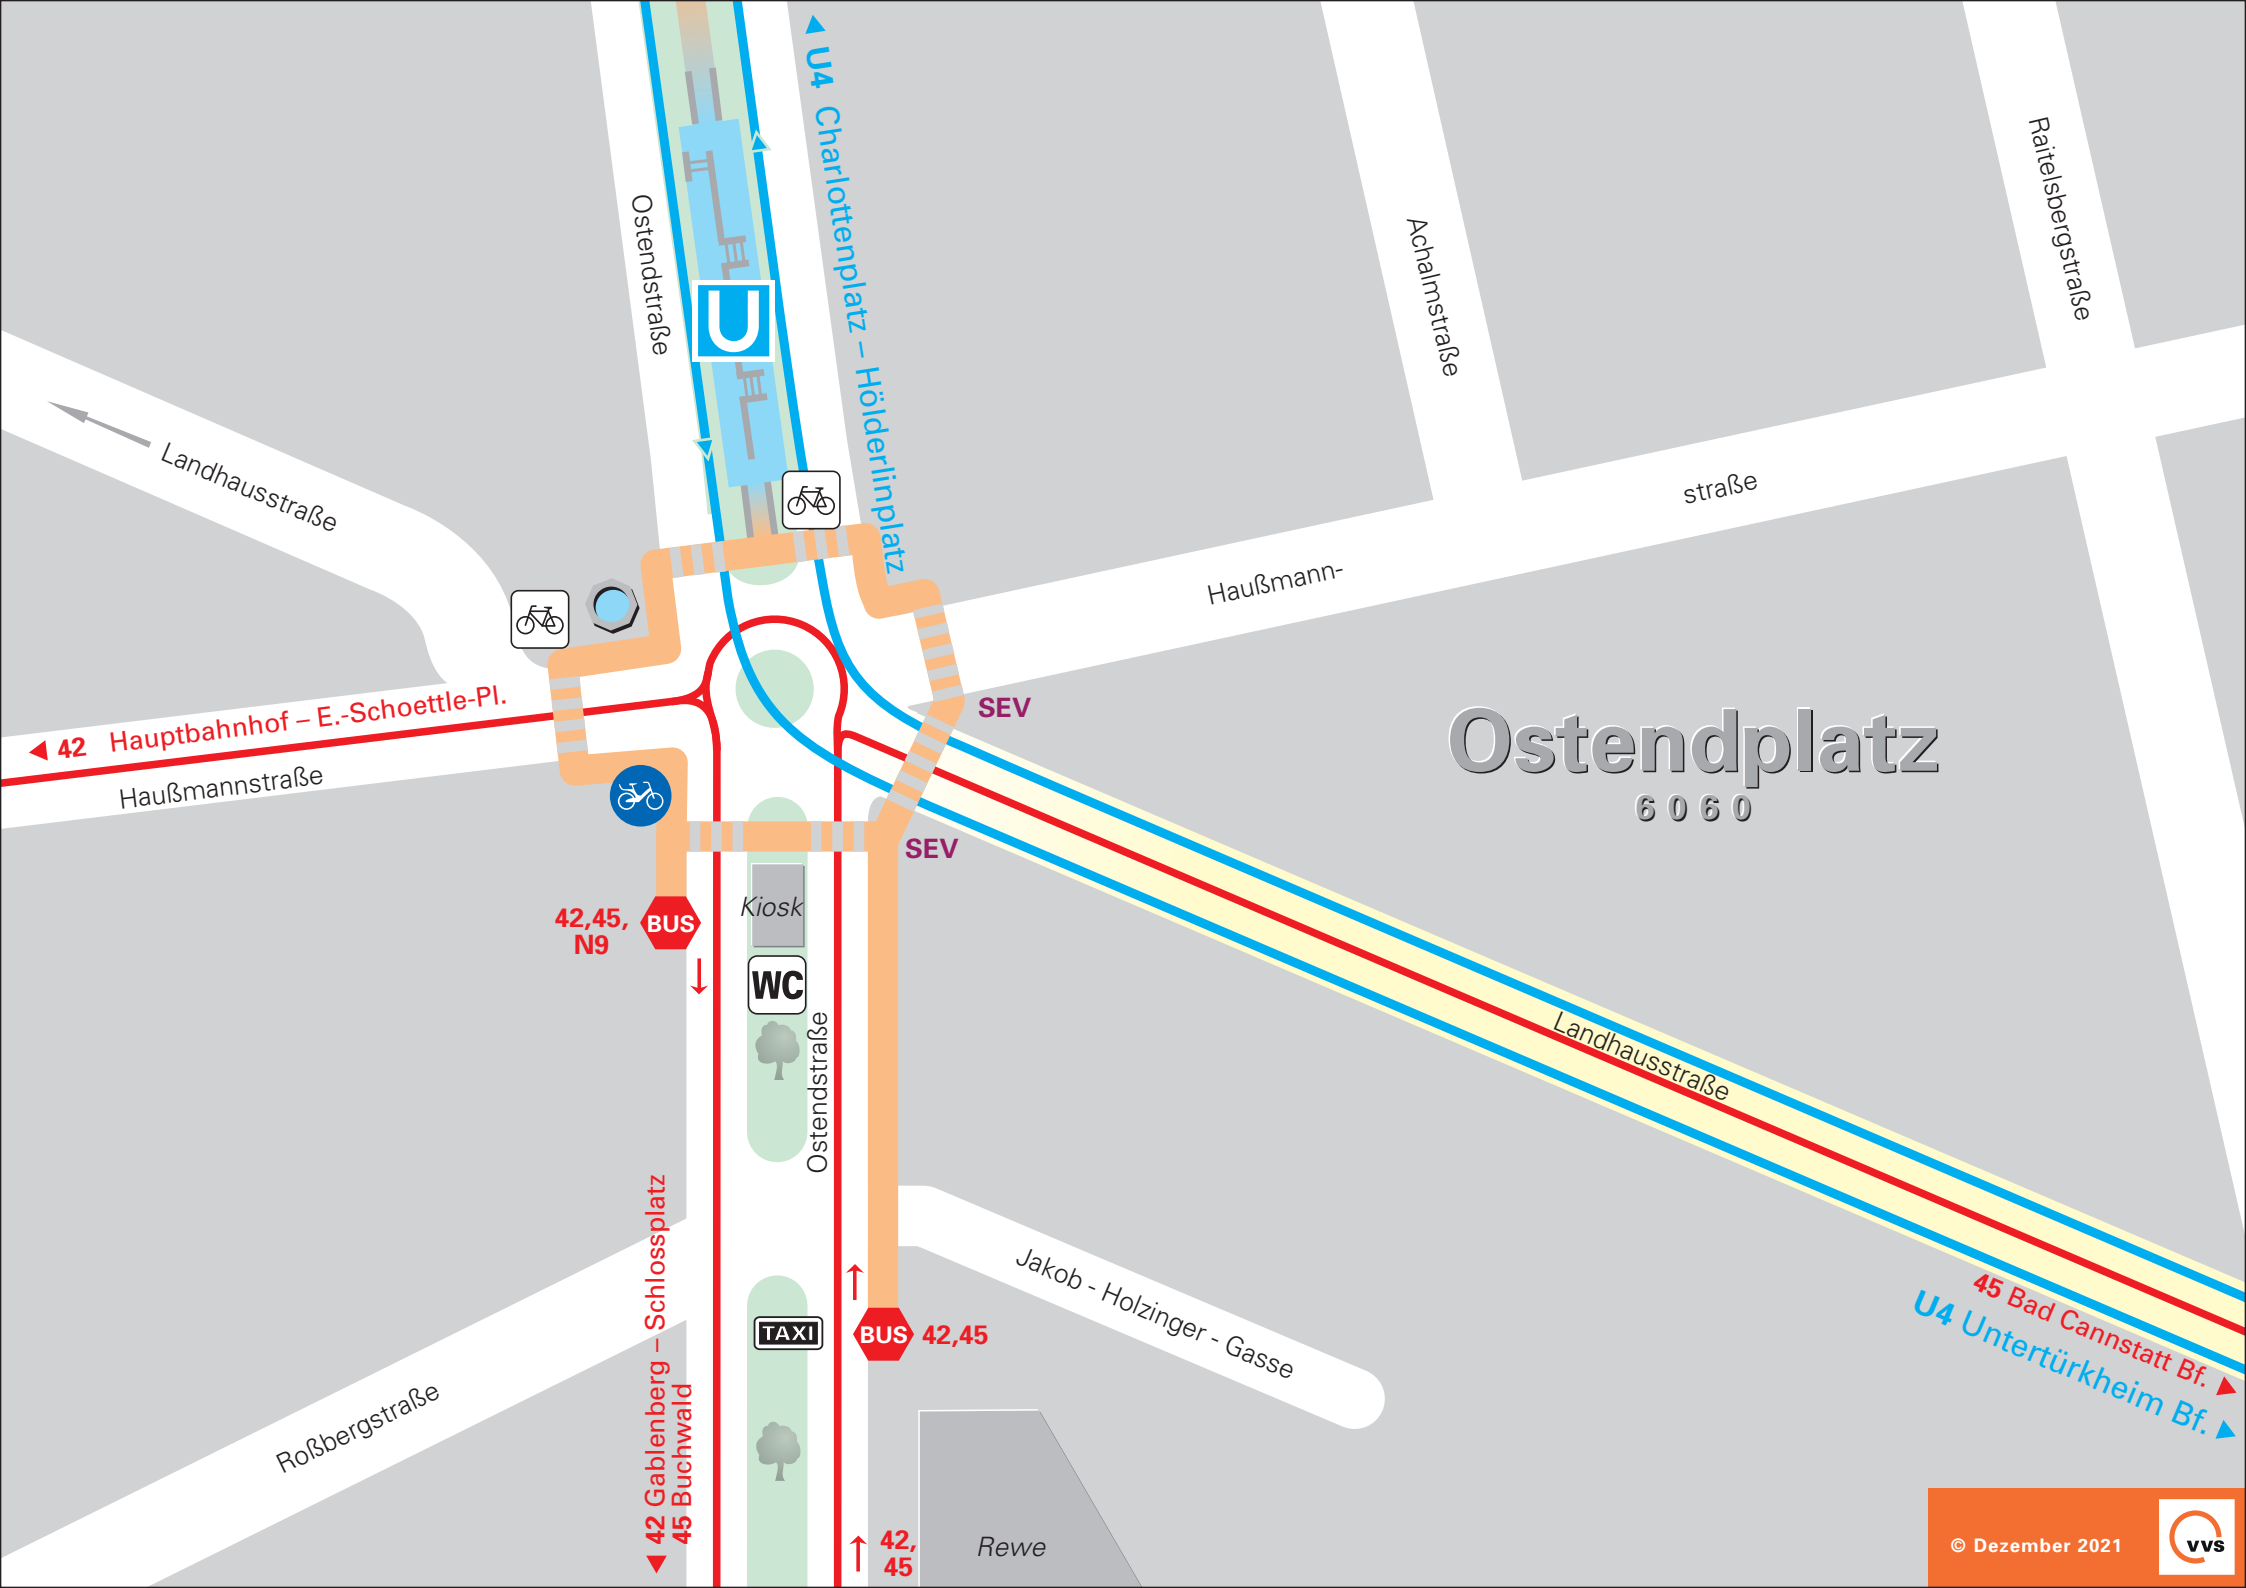 U4 Charlottenplatz – Hölderlinplatz
Ostendstraße
U
Achalmstraße
Raitelsbergstraße
Landhausstraße
straße
Haußmann-
42 Hauptbahnhof – E.-Schoettle-Pl.
Haußmannstraße
SEV
SEV
Ostendplatz
6060
42,45,
N9
BUS
Kiosk
WC
Ostendstraße
Landhausstraße
42 Gablenberg – Schlossplatz
45 Buchwald
TAXI
BUS
42,45
Jakob - Holzinger - Gasse
45 Bad Cannstatt Bf.
U4 Untertürkheim Bf.
Roßbergstraße
42,
45
Rewe
© Dezember 2021
VVS